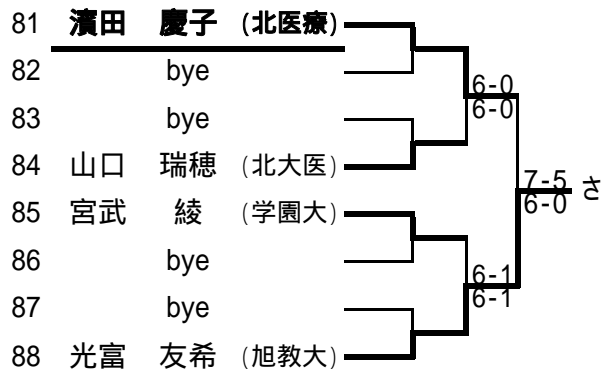 81 濱田 慶子 (北医療)
82 bye
83 bye
84 山口 瑞穂 (北大医)
85 宮武 綾 (学園大)
86 bye
87 bye
88 光富 友希 (旭教大)
6-0
6-0
6-1
6-1
7-5
6-0
さ